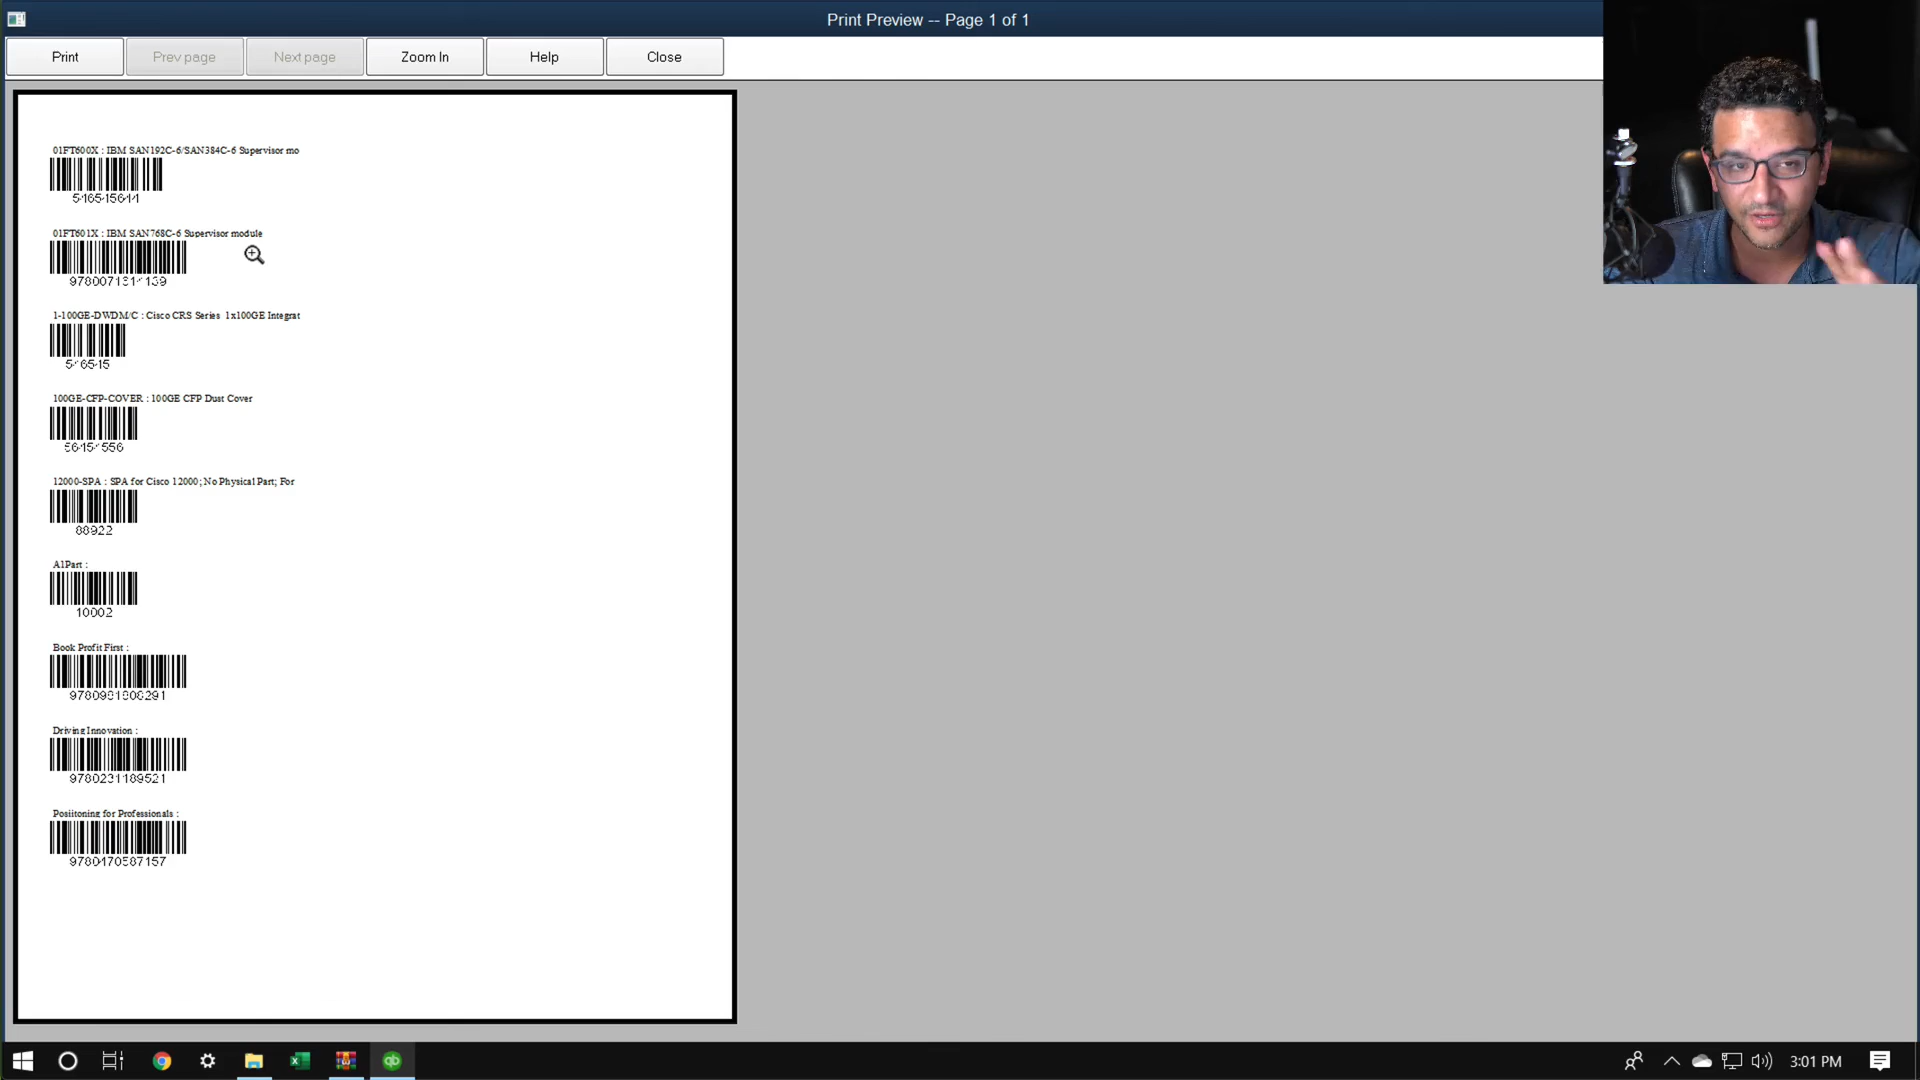 Print Preview -- Page 1 of 1
Print
Prev page
Next page
Zoom In
Help
Close
01FT600X : IBM SAN192C-6/SAN384C-6 Supervisor mo
01FT601X : IBM SAN768C-6 Supervisor module
1-100GE-DWDM/C : Cisco CRS Series 1x100GE Integrat
100GE-CFP-COVER : 100GE CFP Dust Cover
12000-SPA : SPA for Cisco 12000; No Physical Part; For
88922
A1Part :
10002
Book Profit First :
Driving Innovation :
9780231189521
Posiitoning for Professionals :
9780470587157
3:01 PM